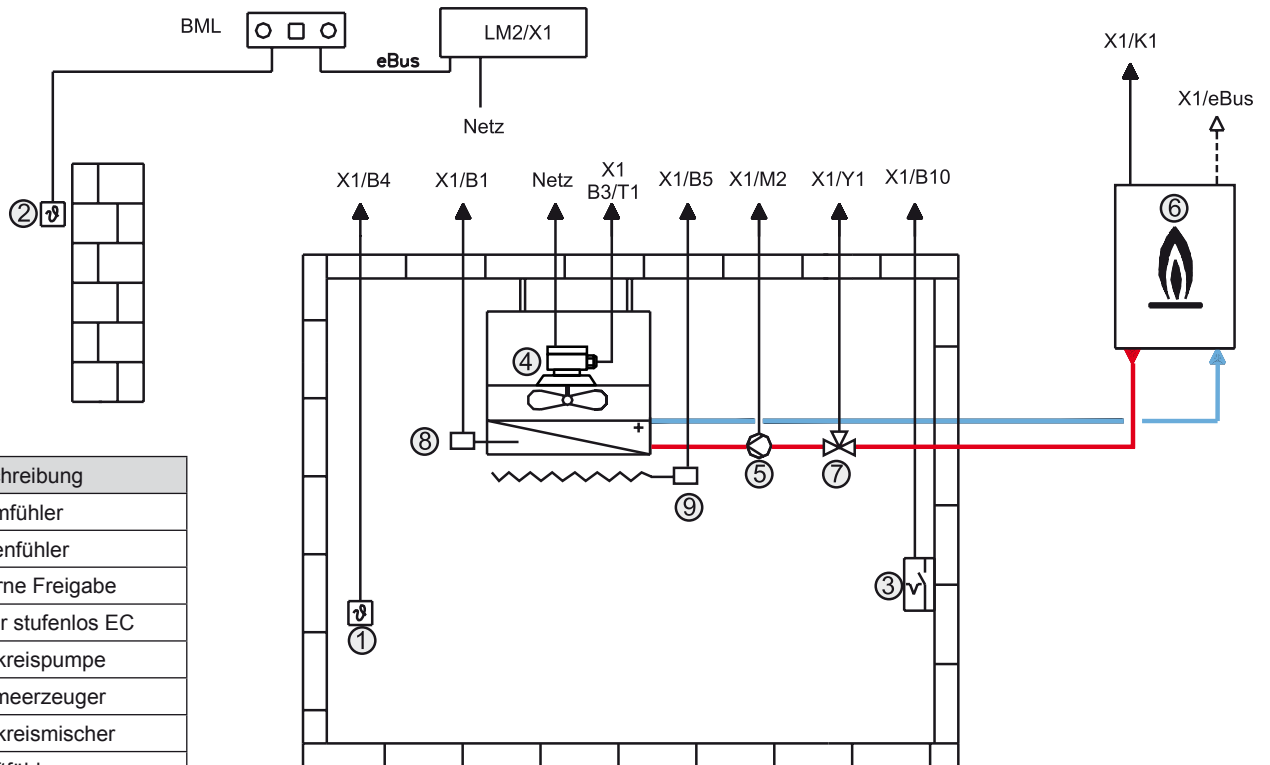 BML
LM2/X1
eBus
Netz
X1/K1
X1/eBus
X1/B4
X1/B1
Netz
X1
B3/T1
X1/B5
X1/M2
X1/Y1
X1/B10
2
6
4
+
8
5
7
9
3
1
hreibung
mfühler
enfühler
rne Freigabe
r stufenlos EC
kreispumpe
meerzeuger
kreismischer